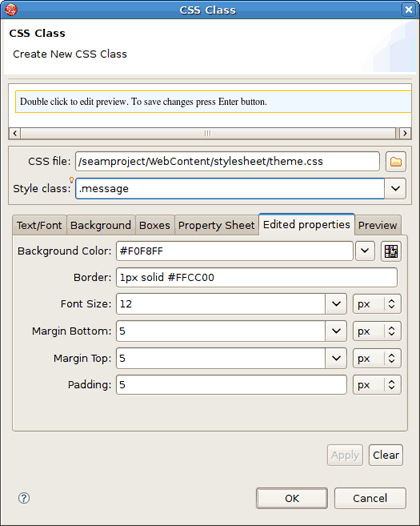 CSS Class
CSS Class
Create New CSS Class
Double click to edit preview. To save changes press Enter button.
CSS file: /seamproject/WebContent/stylesheet/theme.css
Style class: .message
Text/Font Background Boxes Property Sheet Edited properties Preview
Background Color: #F0F8FF
Border: 1px solid #FFCC00
Font Size: 12 px
Margin Bottom: 5 px
Margin Top: 5 px
Padding: 5 px
Apply Clear
? OK Cancel